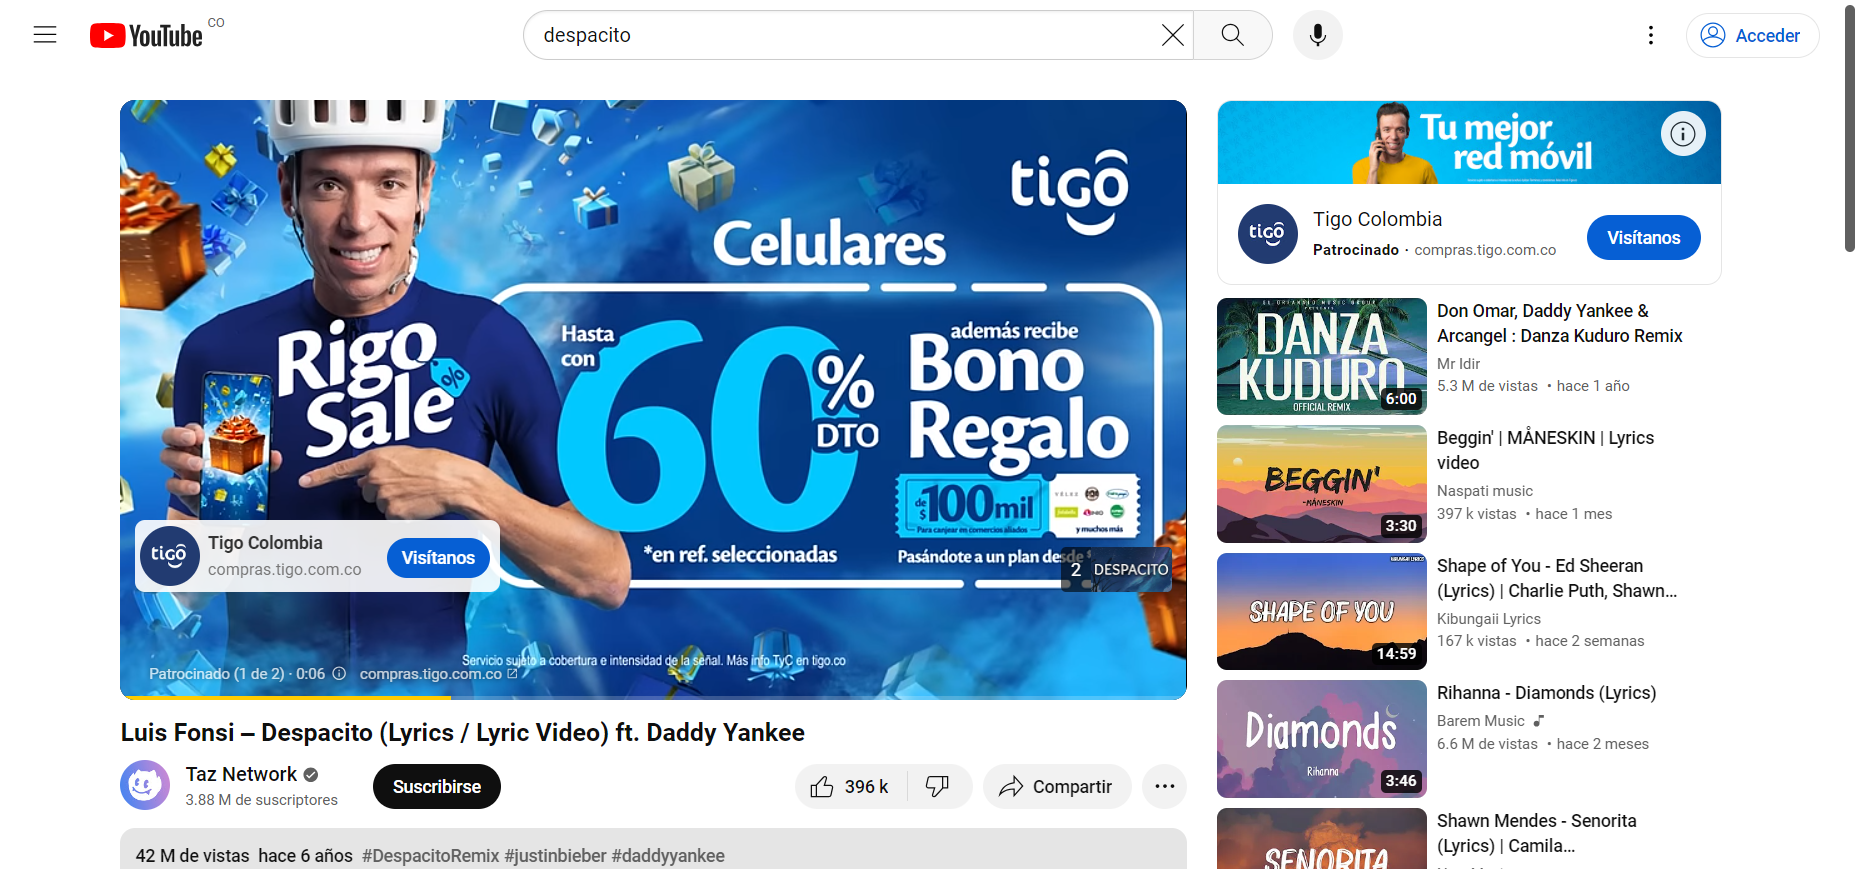 YouTube CO
despacito
Acceder
tigo
Celulares
Rigo
Sale
%
Hasta
con
60%
DTO
además recibe
Bono
Regalo
de
$100mil
Para canjear en comercios aliados
VÉLEZ
y muchos más
*en ref. seleccionadas
Pasándote a un plan desde $
2 DESPACITO
tigo
Tigo Colombia
compras.tigo.com.co
Visítanos
Servicio sujeto a cobertura e intensidad de la señal. Más info TyC en tigo.co
Patrocinado (1 de 2) · 0:06 compras.tigo.com.co
Luis Fonsi – Despacito (Lyrics / Lyric Video) ft. Daddy Yankee
Taz Network
3.88 M de suscriptores
Suscribirse
396 k
Compartir
42 M de vistas hace 6 años #DespacitoRemix #justinbieber #daddyyankee
Tu mejor
red móvil
tigo
Tigo Colombia
Patrocinado · compras.tigo.com.co
Visítanos
DANZA
KUDURO
OFFICIAL REMIX
6:00
Don Omar, Daddy Yankee &
Arcangel : Danza Kuduro Remix
Mr Idir
5.3 M de vistas • hace 1 año
BEGGIN'
-MÅNESKIN
3:30
Beggin' | MÅNESKIN | Lyrics
video
Naspati music
397 k vistas • hace 1 mes
KIBUNGAII LYRICS
SHAPE OF YOU
14:59
Shape of You - Ed Sheeran
(Lyrics) | Charlie Puth, Shawn...
Kibungaii Lyrics
167 k vistas • hace 2 semanas
Diamonds
Rihanna
3:46
Rihanna - Diamonds (Lyrics)
Barem Music
6.6 M de vistas • hace 2 meses
SENORITA
Shawn Mendes - Senorita
(Lyrics) | Camila...